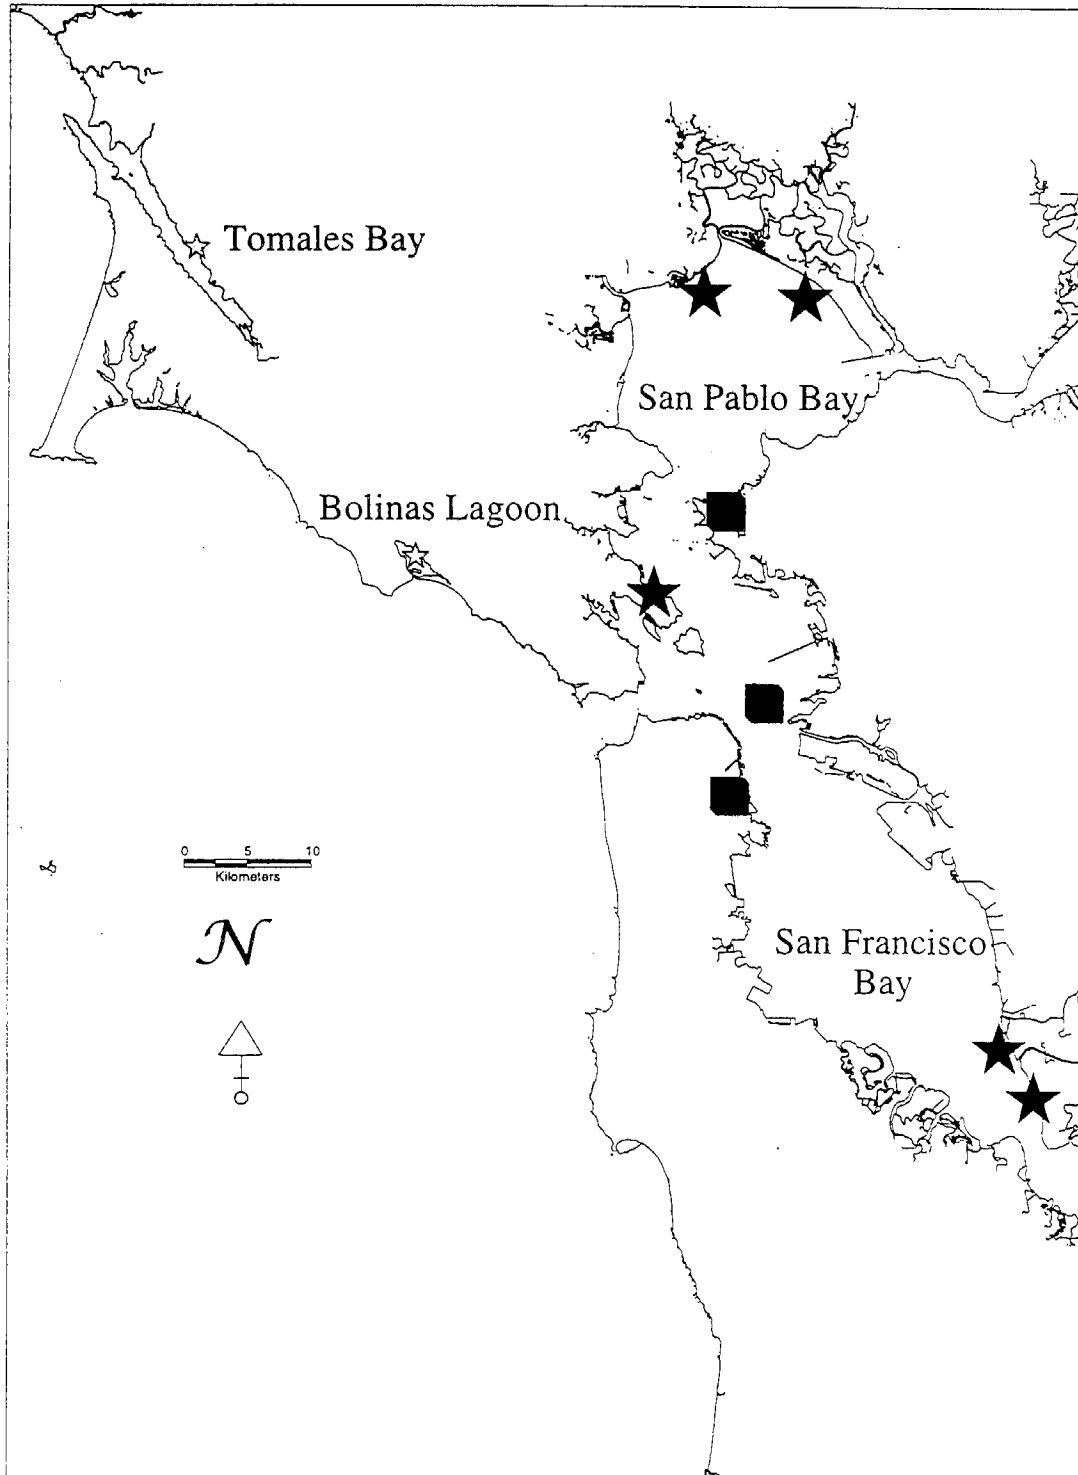 Tomales Bay
San Pablo Bay
Bolinas Lagoon
0 5 10
Kilometers
N
San Francisco
Bay